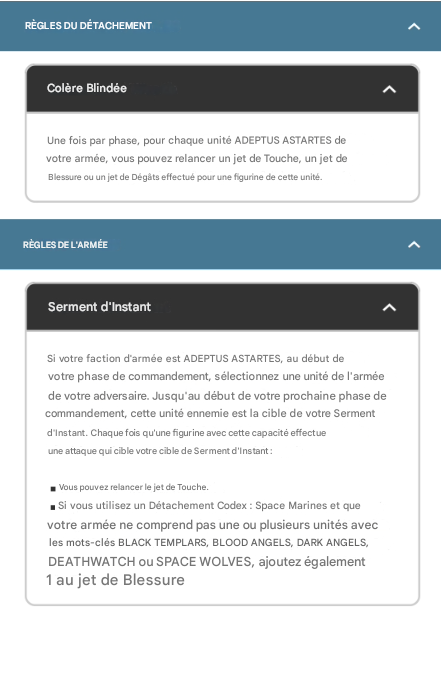 RÈGLES DU DÉTACHEMENT
Colère Blindée
Une fois par phase, pour chaque unité ADEPTUS ASTARTES de
votre armée, vous pouvez relancer un jet de Touche, un jet de
Blessure ou un jet de Dégâts effectué pour une figurine de cette unité.
RÈGLES DE L'ARMÉE
Serment d'Instant
Si votre faction d'armée est ADEPTUS ASTARTES, au début de
votre phase de commandement, sélectionnez une unité de l'armée
de votre adversaire. Jusqu'au début de votre prochaine phase de
commandement, cette unité ennemie est la cible de votre Serment
d'Instant. Chaque fois qu'une figurine avec cette capacité effectue
une attaque qui cible votre cible de Serment d'Instant :
▪ Vous pouvez relancer le jet de Touche.
▪ Si vous utilisez un Détachement Codex : Space Marines et que
votre armée ne comprend pas une ou plusieurs unités avec
les mots-clés BLACK TEMPLARS, BLOOD ANGELS, DARK ANGELS,
DEATHWATCH ou SPACE WOLVES, ajoutez également
1 au jet de Blessure